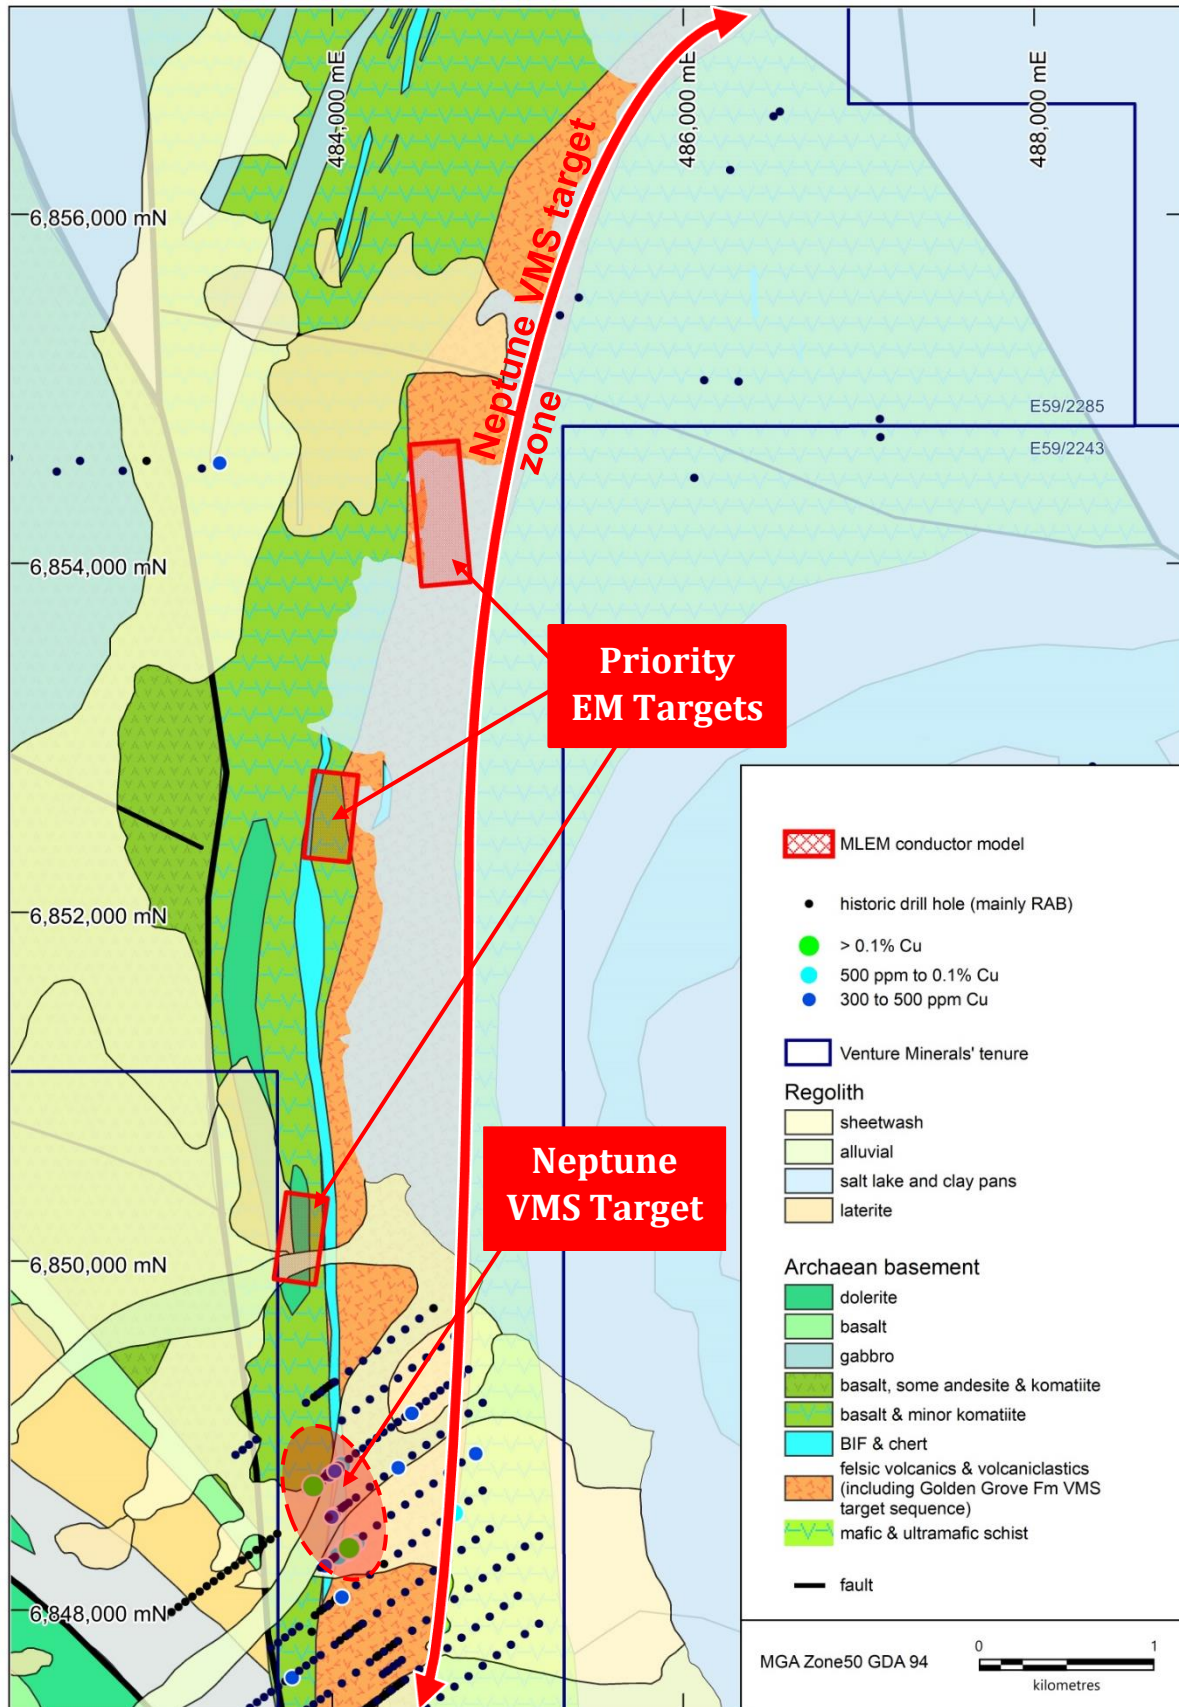 484,000 mE
486,000 mE
488,000 mE
6,856,000 mN
Neptune VMS target
zone
E59/2285
E59/2243
6,854,000 mN
Priority
EM Targets
6,852,000 mN
MLEM conductor model
historic drill hole (mainly RAB)
> 0.1% Cu
500 ppm to 0.1% Cu
300 to 500 ppm Cu
Venture Minerals' tenure
Regolith
sheetwash
alluvial
salt lake and clay pans
laterite
Neptune
VMS Target
6,850,000 mN
Archaean basement
dolerite
basalt
gabbro
basalt, some andesite & komatiite
basalt & minor komatiite
BIF & chert
felsic volcanics & volcaniclastics
(including Golden Grove Fm VMS
target sequence)
mafic & ultramafic schist
fault
6,848,000 mN
MGA Zone50 GDA 94
0
1
kilometres